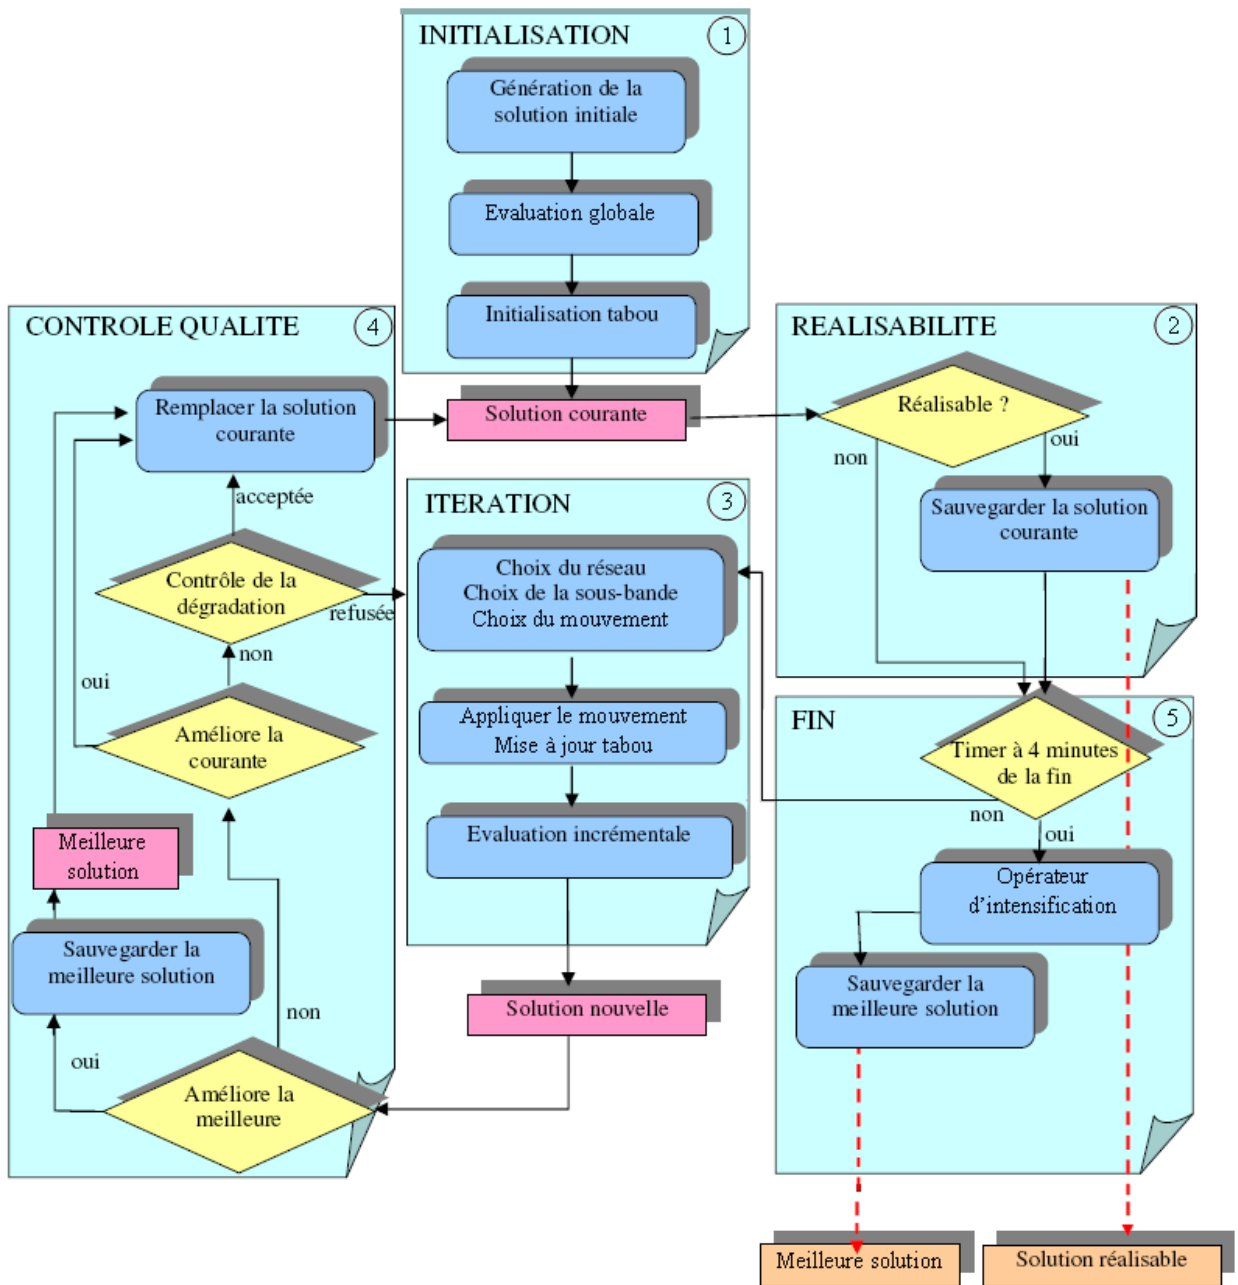 INITIALISATION
1
Génération de la
solution initiale
Evaluation globale
Initialisation tabou
Solution courante
REALISABILITE
2
Réalisable ?
non
oui
Sauvegarder la solution
courante
ITERATION
3
Choix du réseau
Choix de la sous-bande
Choix du mouvement
Appliquer le mouvement
Mise à jour tabou
Evaluation incrémentale
Solution nouvelle
CONTROLE QUALITE
4
Remplacer la solution
courante
acceptée
Contrôle de la
dégradation
refusée
non
oui
Améliore la
courante
Meilleure
solution
Sauvegarder la
meilleure solution
non
oui
Améliore la
meilleure
FIN
5
Timer à 4 minutes
de la fin
non
oui
Opérateur
d'intensification
Sauvegarder la
meilleure solution
Meilleure solution
Solution réalisable